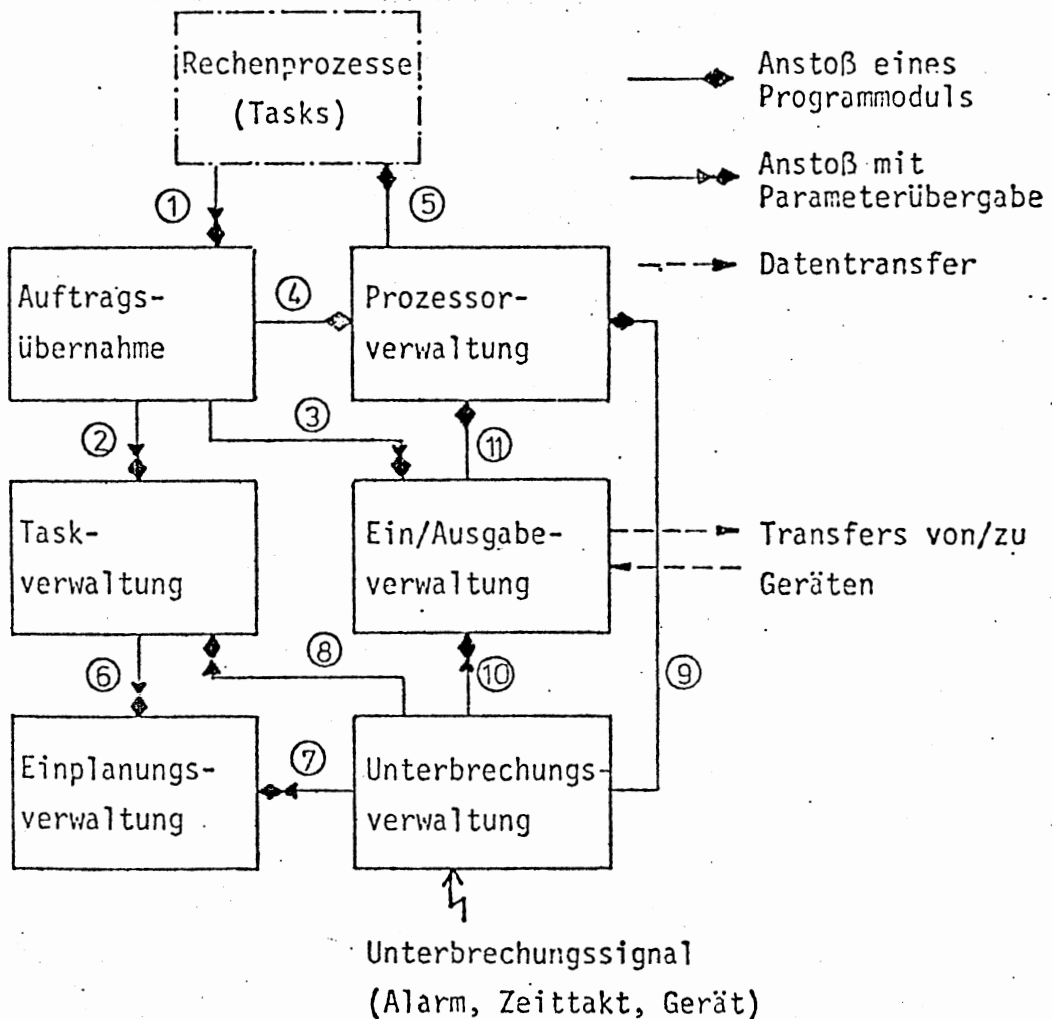 Rechenprozesse
(Tasks)
Anstoß eines
Programmoduls
Anstoß mit
Parameterübergabe
Datentransfer
①
⑤
Auftrags-
übernahme
④
Prozessor-
verwaltung
②
③
⑪
Task-
verwaltung
Ein/Ausgabe-
verwaltung
Transfers von/zu
Geräten
⑥
⑧
⑩
⑨
Einplanungs-
verwaltung
⑦
Unterbrechungs-
verwaltung
Unterbrechungssignal
(Alarm, Zeittakt, Gerät)